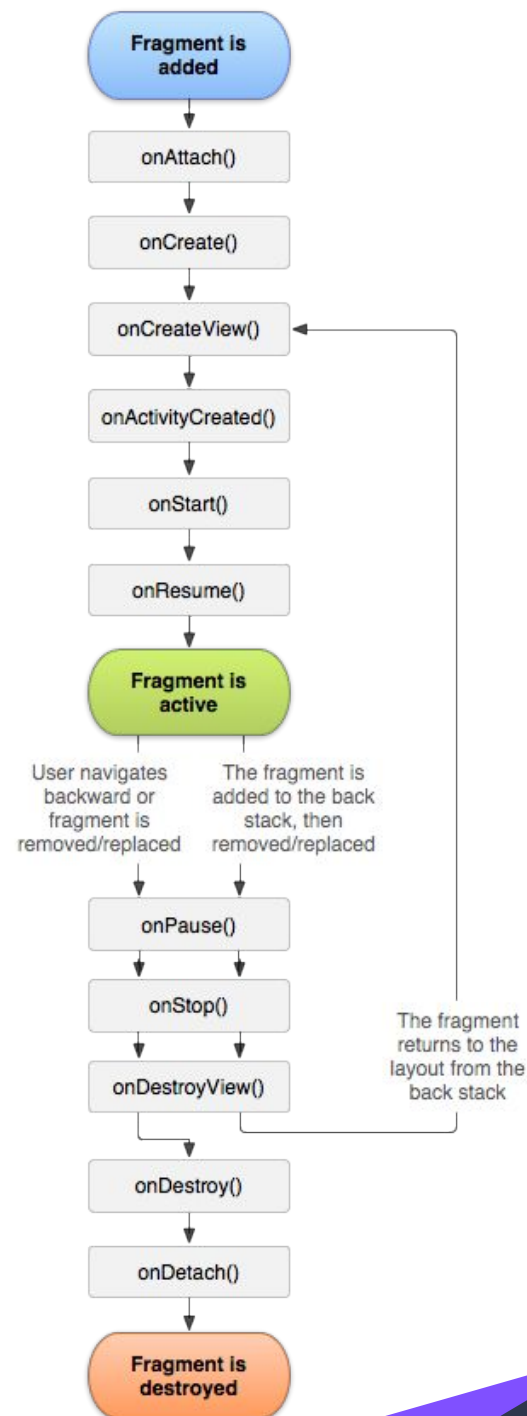 Fragment is
added
onAttach()
onCreate()
onCreateView()
onActivityCreated()
onStart()
onResume()
Fragment is
active
User navigates
backward or
fragment is
removed/replaced
The fragment is
added to the back
stack, then
removed/replaced
onPause()
onStop()
onDestroyView()
The fragment
returns to the
layout from the
back stack
onDestroy()
onDetach()
Fragment is
destroyed